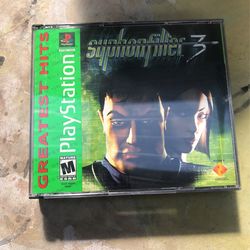 GREATEST HITS
PlayStation
syphon filter 3
MATURE
M